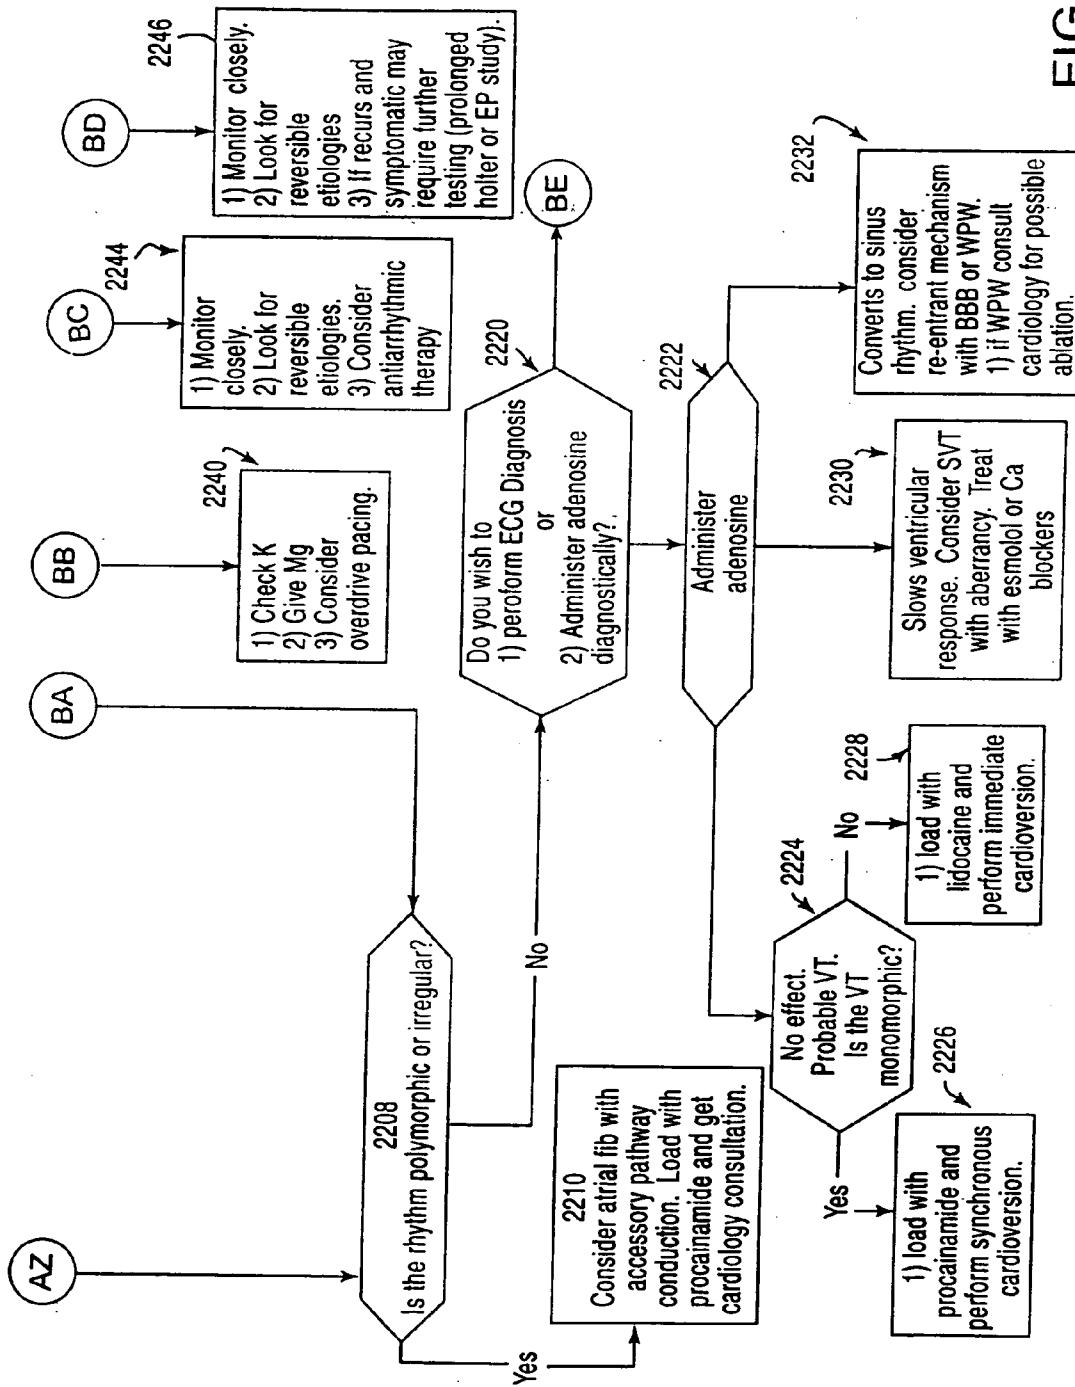 AZ
BA
BB
BC
BD
2208
Is the rhythm polymorphic or irregular?
Yes
No
2210
Consider atrial fib with
accessory pathway
conduction. Load with
procainamide and get
cardiology consultation.
2240
1) Check K
2) Give Mg
3) Consider
overdrive pacing.
2244
1) Monitor
closely.
2) Look for
reversible
etiologies.
3) Consider
antiarrhythmic
therapy
2246
1) Monitor closely.
2) Look for
reversible
etiologies
3) If recurs and
symptomatic may
require further
testing (prolonged
holter or EP study).
2220
Do you wish to
1) peroform ECG Diagnosis
or
2) Administer adenosine
diagnostically?.
BE
2222
Administer
adenosine
2224
No effect.
Probable VT.
Is the VT
monomorphic?
Yes
No
2226
1) load with
procainamide and
perform synchronous
cardioversion.
2228
1) load with
lidocaine and
perform immediate
cardioversion.
2230
Slows ventricular
response. Consider SVT
with aberrancy. Treat
with esmolol or Ca
blockers
2232
Converts to sinus
rhythm. consider
re-entrant mechanism
with BBB or WPW.
1) if WPW consult
cardiology for possible
ablation.
FIG